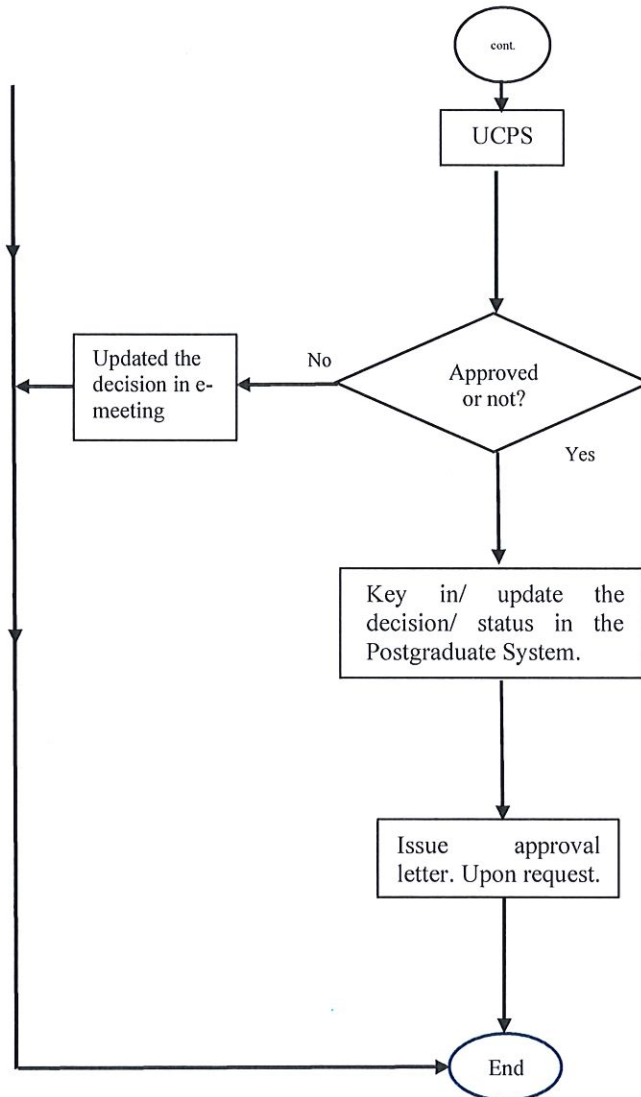 cont.
UCPS
Approved
or not?
No
Updated the
decision in e-
meeting
Yes
Key in/ update the
decision/ status in the
Postgraduate System.
Issue approval
letter. Upon request.
End